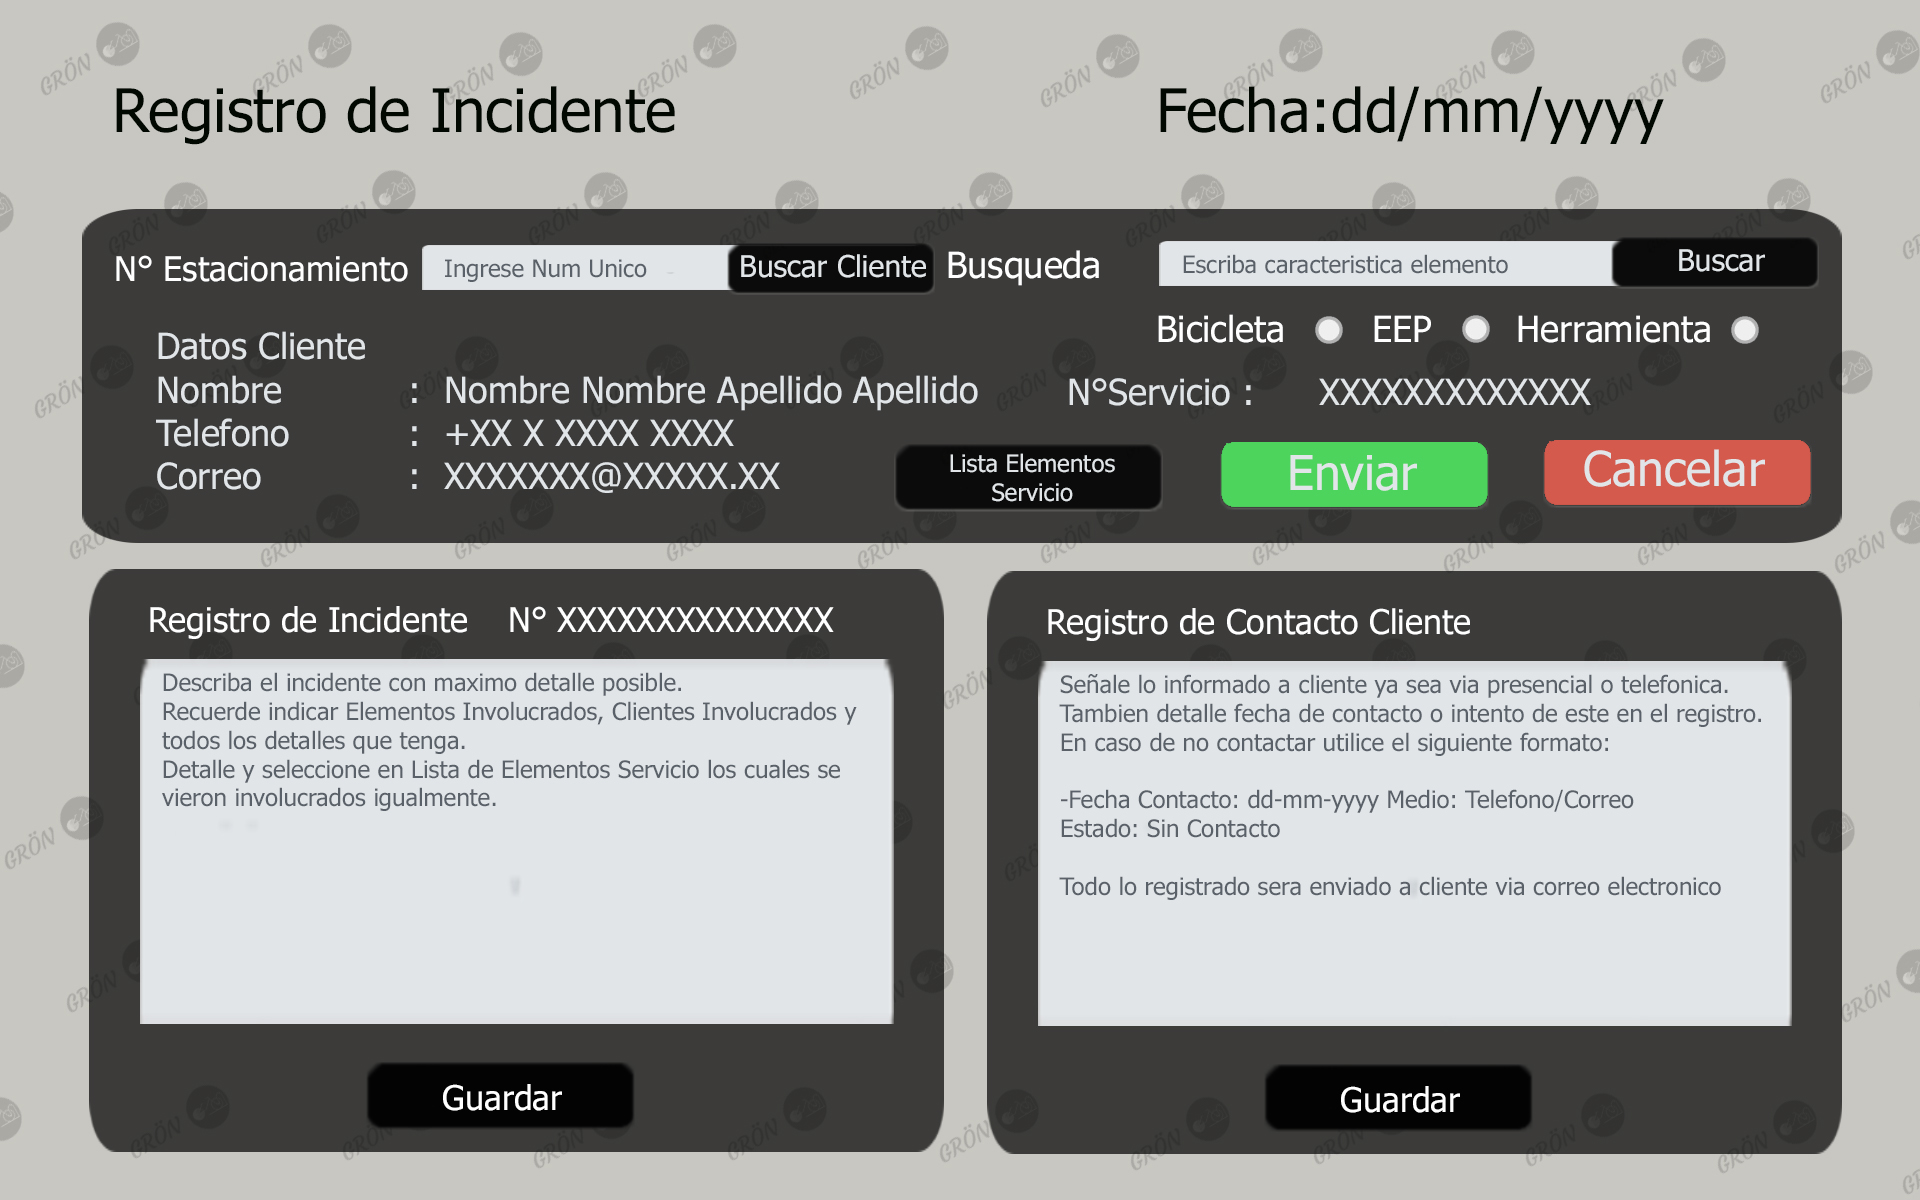 Registro de Incidente
Fecha:dd/mm/yyyy
N° Estacionamiento
Ingrese Num Unico
Buscar Cliente
Busqueda
Escriba caracteristica elemento
Buscar
Bicicleta
EEP
Herramienta
Datos Cliente
Nombre : Nombre Nombre Apellido Apellido
Telefono : +XX X XXXX XXXX
Correo : XXXXXXX@XXXXX.XX
N°Servicio : XXXXXXXXXXXXX
Lista Elementos
Servicio
Enviar
Cancelar
Registro de Incidente N° XXXXXXXXXXXXXX
Describa el incidente con maximo detalle posible.
Recuerde indicar Elementos Involucrados, Clientes Involucrados y
todos los detalles que tenga.
Detalle y seleccione en Lista de Elementos Servicio los cuales se
vieron involucrados igualmente.
Guardar
Registro de Contacto Cliente
Señale lo informado a cliente ya sea via presencial o telefonica.
Tambien detalle fecha de contacto o intento de este en el registro.
En caso de no contactar utilice el siguiente formato:
-Fecha Contacto: dd-mm-yyyy Medio: Telefono/Correo
Estado: Sin Contacto
Todo lo registrado sera enviado a cliente via correo electronico
Guardar
GRÖN